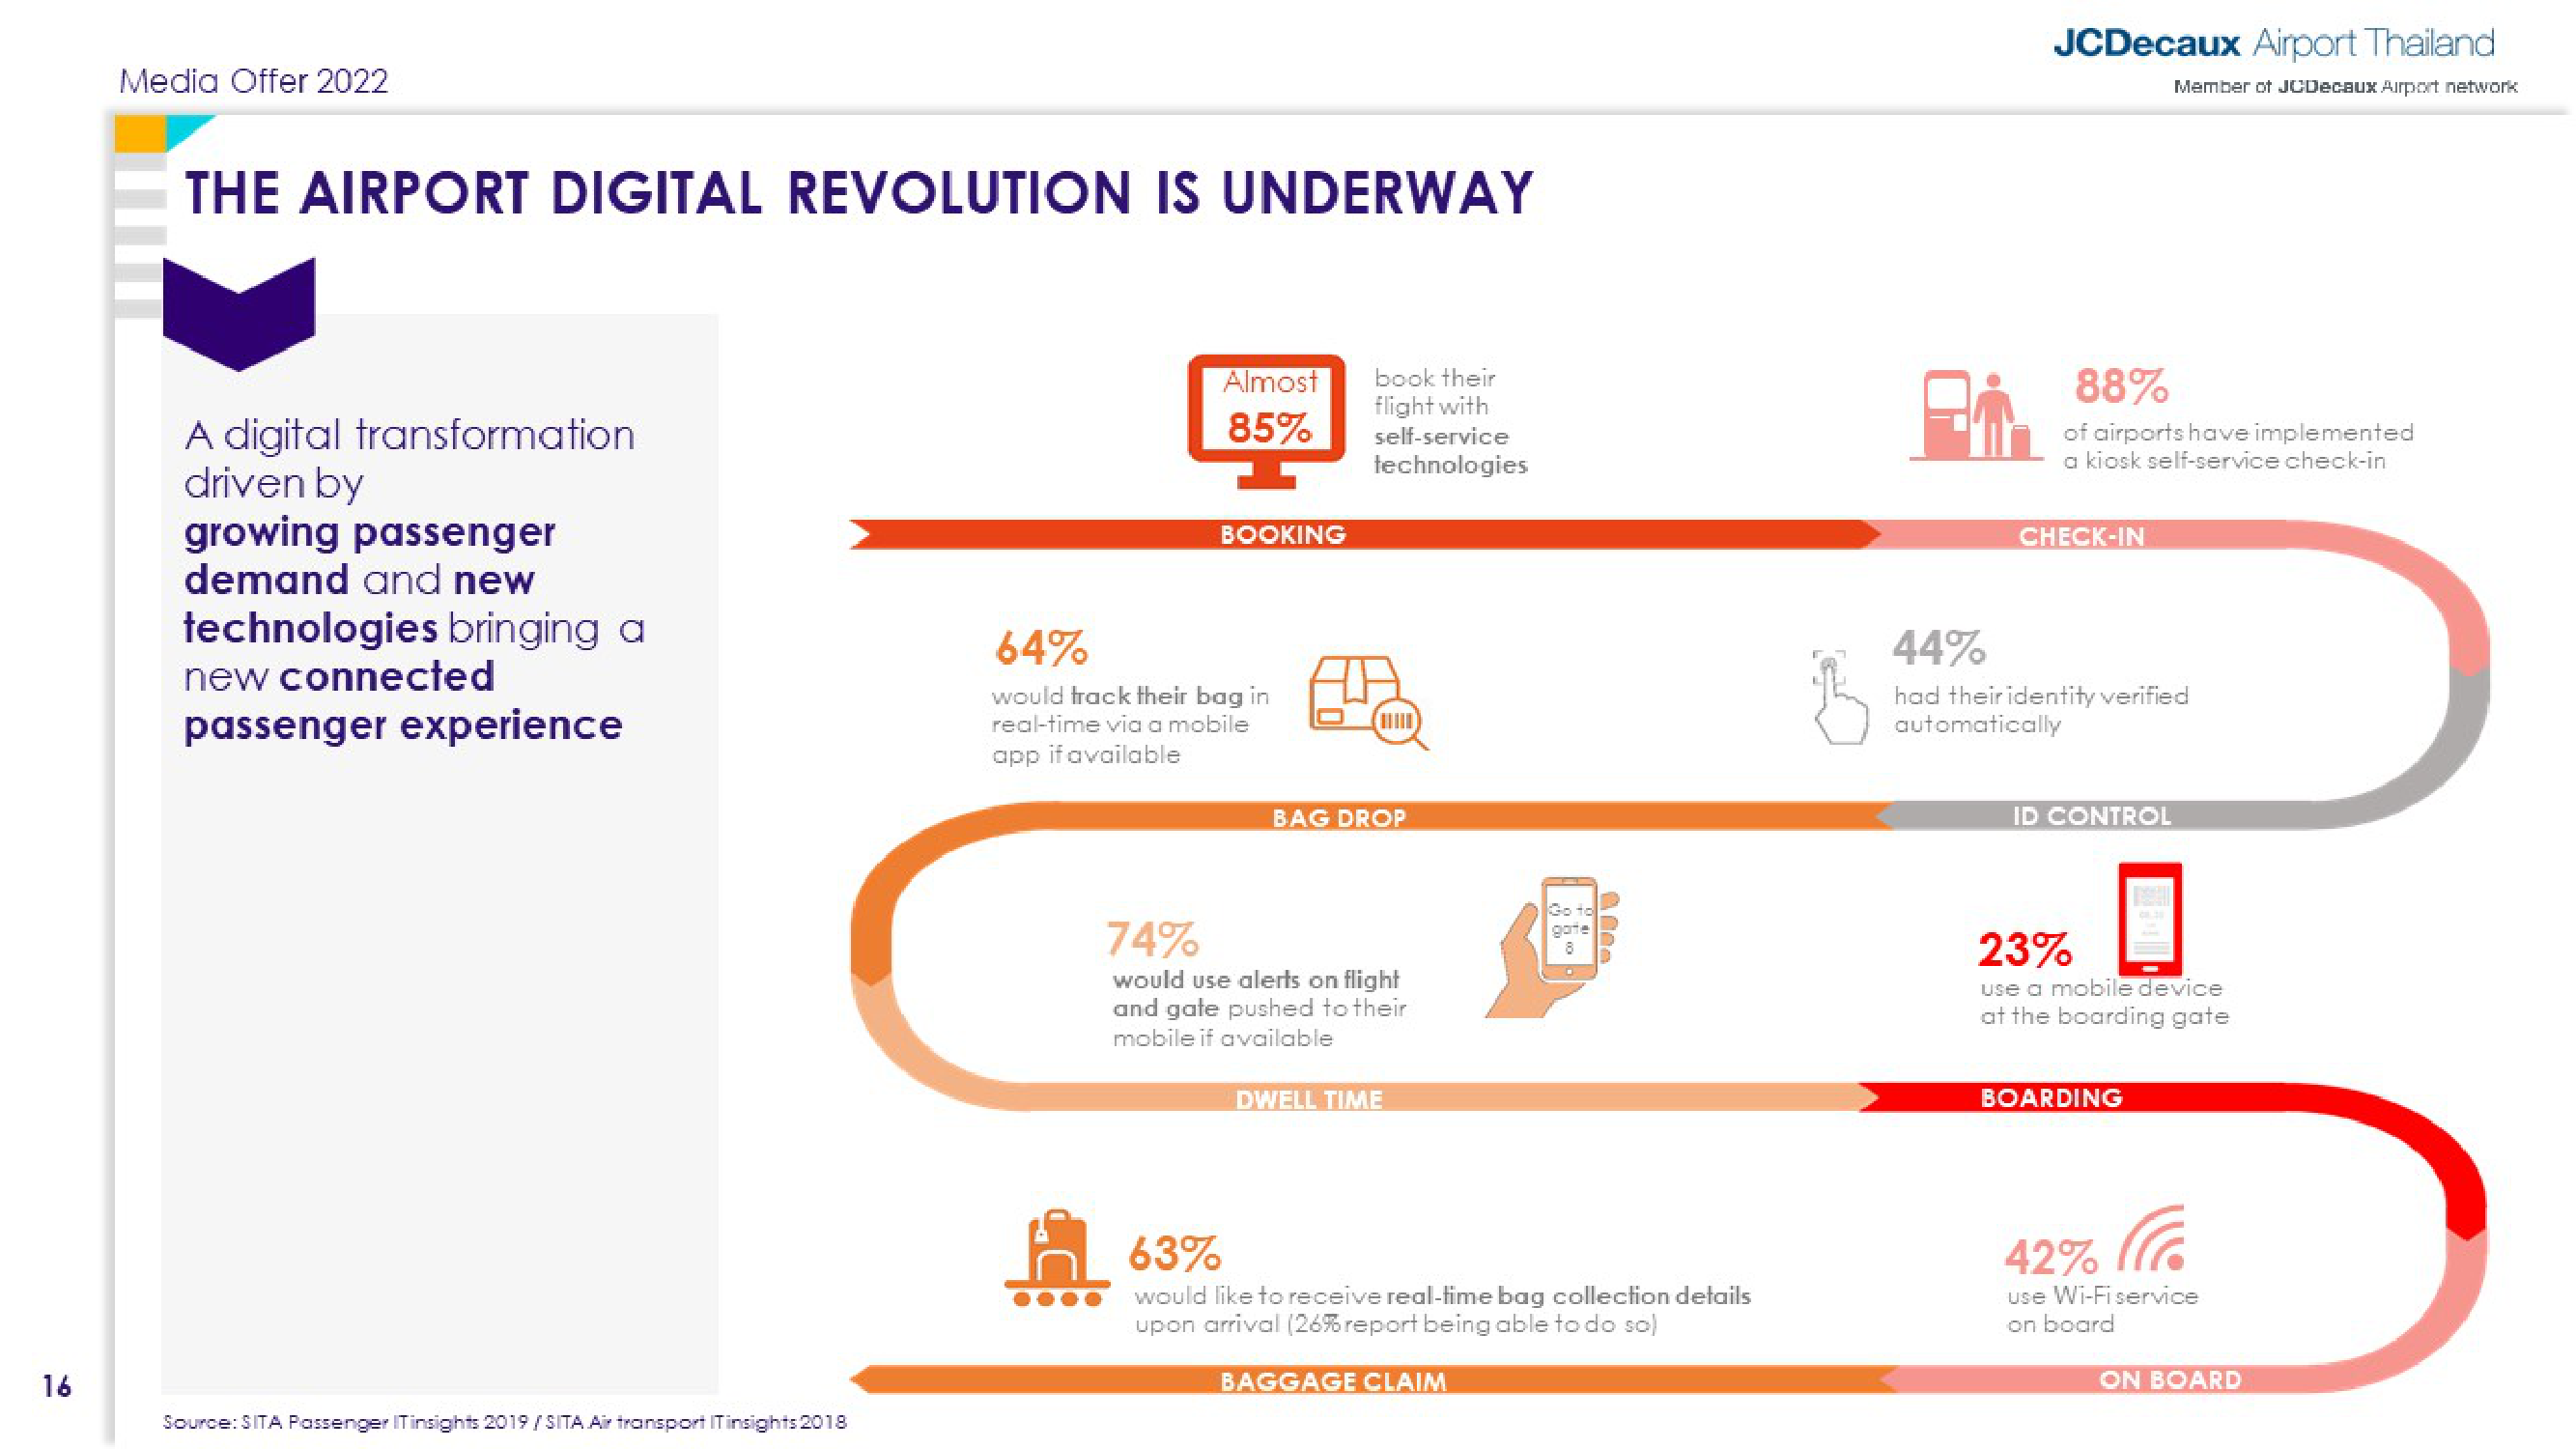 JCDecaux Airport Thailand
Member of JCDecaux Airport network
Media Offer 2022
THE AIRPORT DIGITAL REVOLUTION IS UNDERWAY
A digital transformation
driven by
growing passenger
demand and new
technologies bringing a
new connected
passenger experience
Almost
85%
book their
flight with
self-service
technologies
88%
of airports have implemented
a kiosk self-service check-in
BOOKING
CHECK-IN
64%
would track their bag in
real-time via a mobile
app if available
44%
had their identity verified
automatically
BAG DROP
ID CONTROL
74%
would use alerts on flight
and gate pushed to their
mobile if available
Go to
gate
8
23%
use a mobile device
at the boarding gate
DWELL TIME
BOARDING
63%
would like to receive real-time bag collection details
upon arrival (26% report being able to do so)
42%
use Wi-Fi service
on board
BAGGAGE CLAIM
ON BOARD
16
Source: SITA Passenger IT insights 2019 / SITA Air transport IT insights 2018